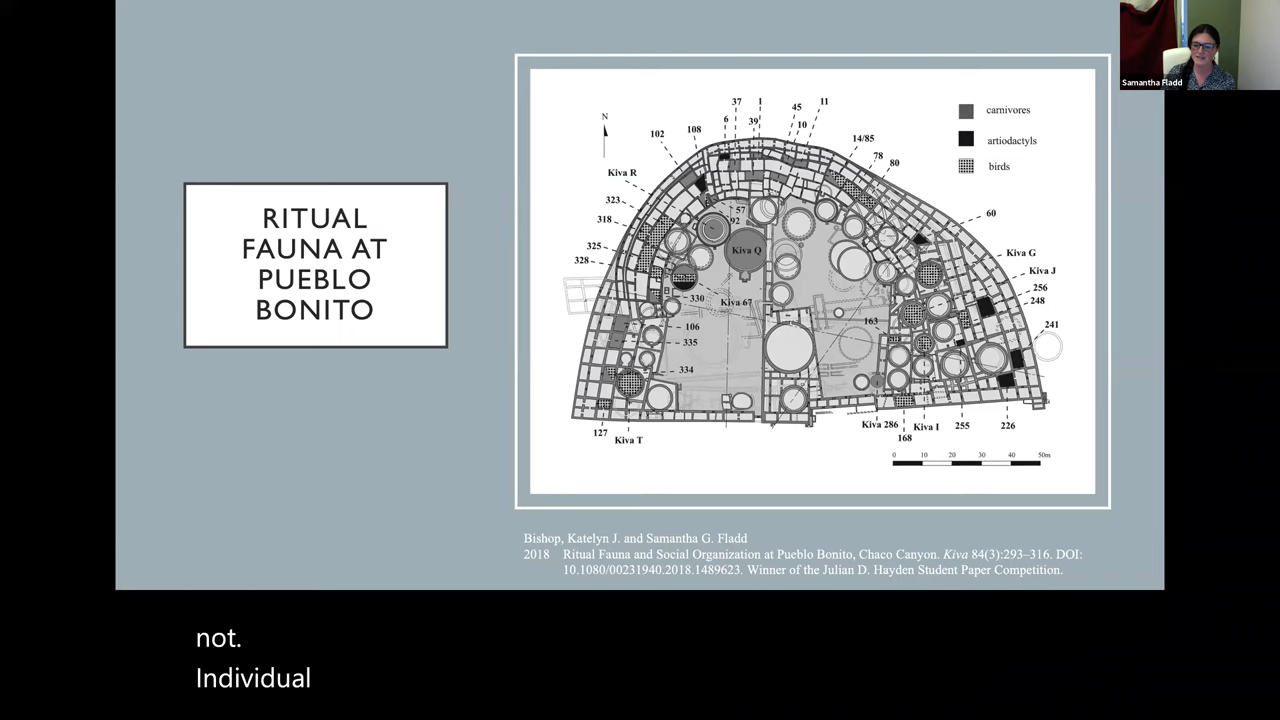 RITUAL
FAUNA AT
PUEBLO
BONITO
N
37
1
45
11
6
39
10
102
108
14/85
78
80
Kiva R
323
318
325
328
57
92
Kiva Q
60
Kiva G
Kiva J
256
248
241
330
Kiva 67
106
335
334
163
127
Kiva T
Kiva 286
168
Kiva I
255
226
carnivores
artiodactyls
birds
0 10 20 30 40 50m
Bishop, Katelyn J. and Samantha G. Fladd
2018 Ritual Fauna and Social Organization at Pueblo Bonito, Chaco Canyon. Kiva 84(3):293–316. DOI:
10.1080/00231940.2018.1489623. Winner of the Julian D. Hayden Student Paper Competition.
Samantha Fladd
not.
Individual